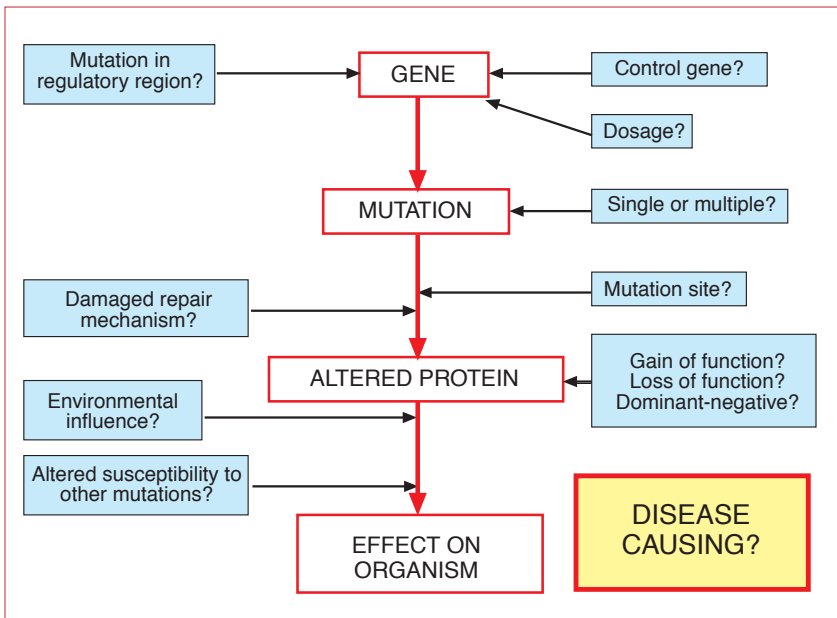 Mutation in
regulatory region?
GENE
Control gene?
Dosage?
MUTATION
Single or multiple?
Mutation site?
Damaged repair
mechanism?
ALTERED PROTEIN
Gain of function?
Loss of function?
Dominant-negative?
Environmental
influence?
Altered susceptibility to
other mutations?
EFFECT ON
ORGANISM
DISEASE
CAUSING?